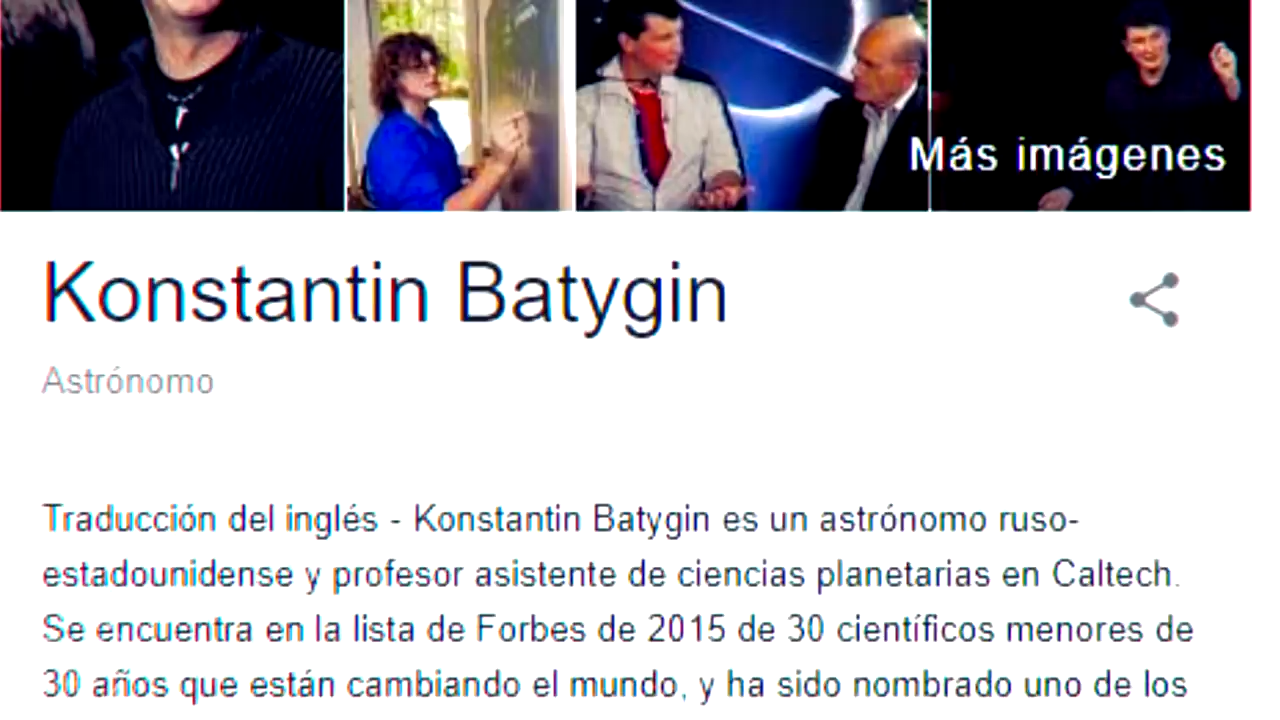 Más imágenes
Konstantin Batygin
Astrónomo
Traducción del inglés - Konstantin Batygin es un astrónomo ruso-
estadounidense y profesor asistente de ciencias planetarias en Caltech.
Se encuentra en la lista de Forbes de 2015 de 30 científicos menores de
30 años que están cambiando el mundo, y ha sido nombrado uno de los